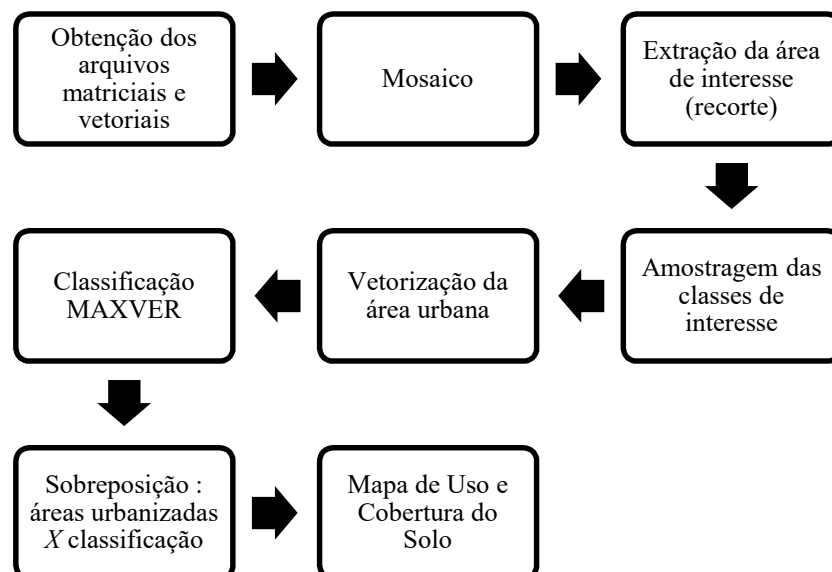 Obtenção dos
arquivos
matriciais e
vetoriais
Mosaico
Extração da área
de interesse
(recorte)
Amostragem das
classes de
interesse
Vetorização da
área urbana
Classificação
MAXVER
Sobreposição :
áreas urbanizadas
X classificação
Mapa de Uso e
Cobertura do
Solo